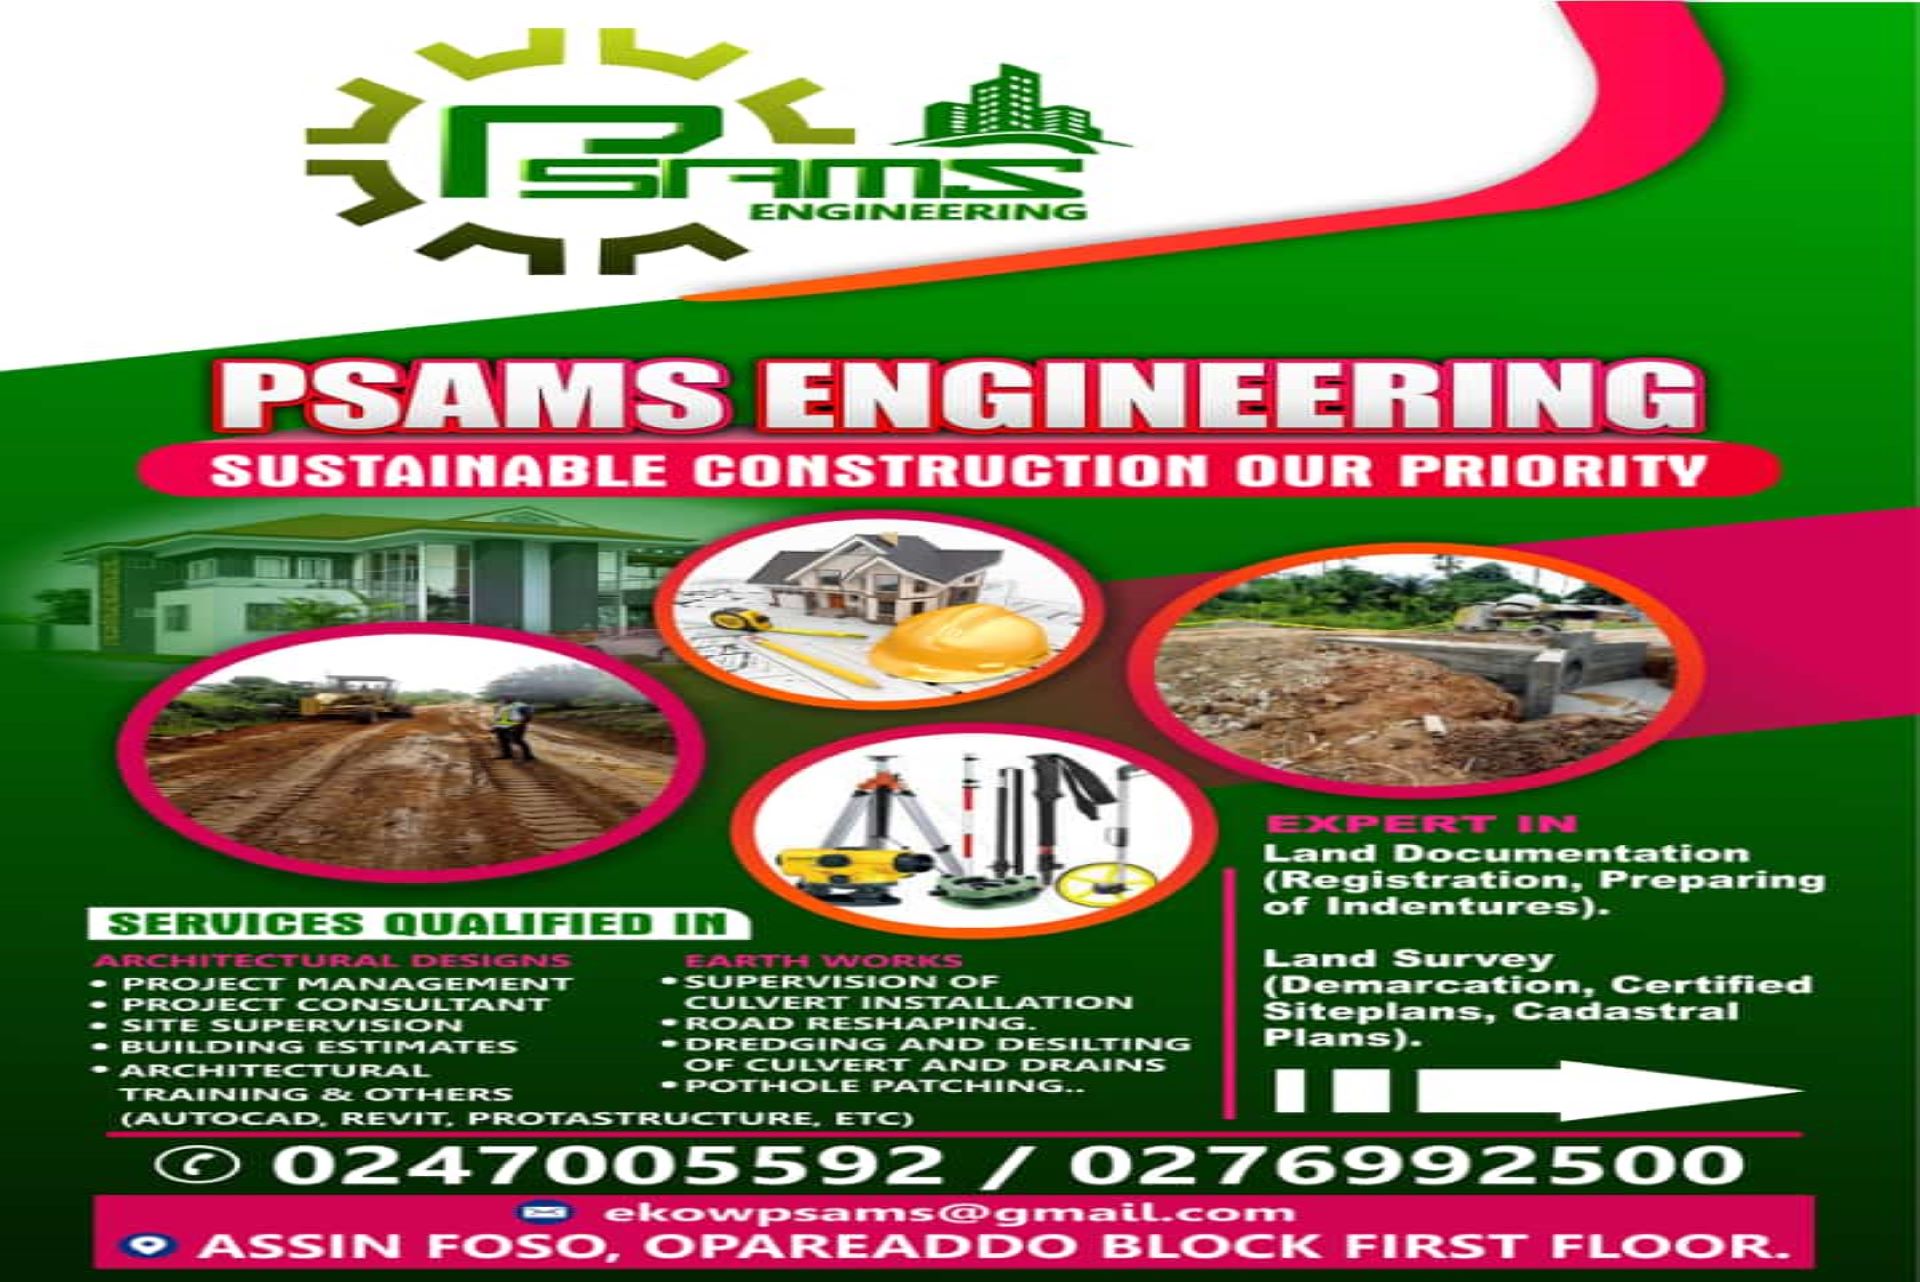 PSAMS
ENGINEERING
PSAMS ENGINEERING
SUSTAINABLE CONSTRUCTION OUR PRIORITY
SERVICES QUALIFIED IN
ARCHITECTURAL DESIGNS
• PROJECT MANAGEMENT
• PROJECT CONSULTANT
• SITE SUPERVISION
• BUILDING ESTIMATES
• ARCHITECTURAL
TRAINING & OTHERS
(AUTOCAD, REVIT, PROTASTRUCTURE, ETC)
EARTH WORKS
• SUPERVISION OF
CULVERT INSTALLATION
• ROAD RESHAPING.
• DREDGING AND DESILTING
OF CULVERT AND DRAINS
• POTHOLE PATCHING..
EXPERT IN
Land Documentation
(Registration, Preparing
of Indentures).
Land Survey
(Demarcation, Certified
Siteplans, Cadastral
Plans).
0247005592 / 0276992500
ekowpsams@gmail.com
ASSIN FOSO, OPAREADDO BLOCK FIRST FLOOR.